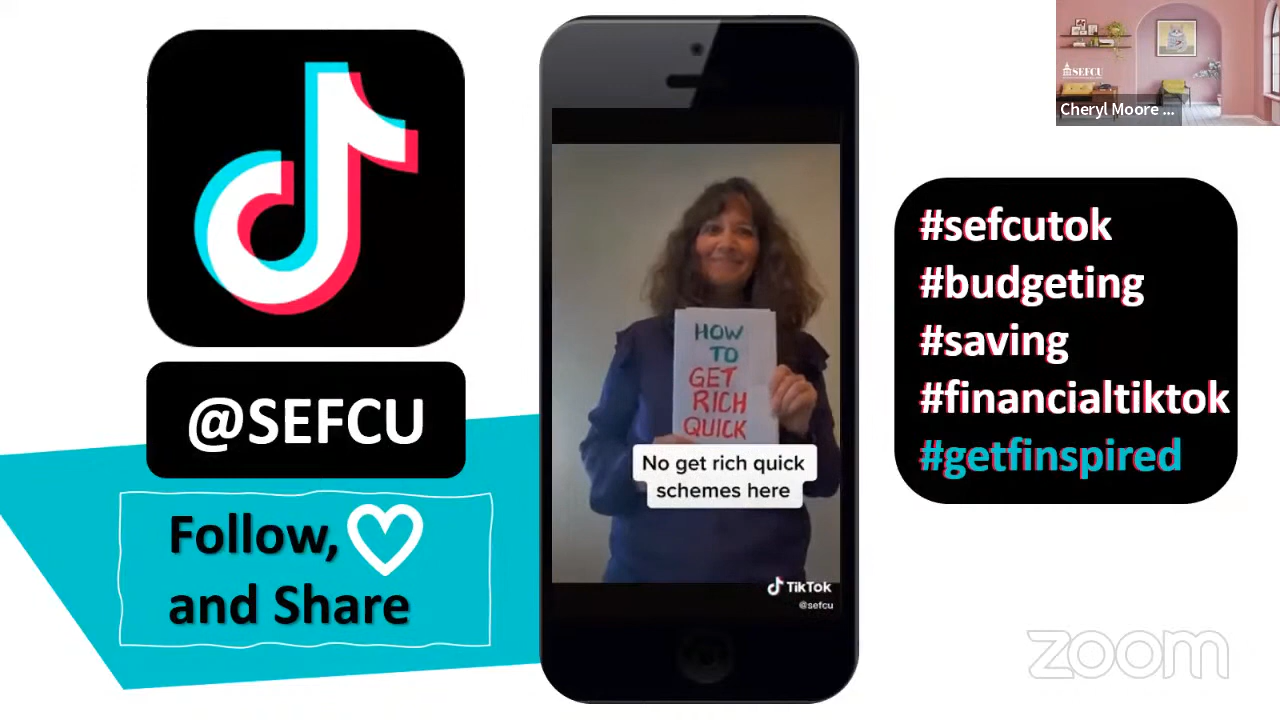 @SEFCU
Follow,
and Share
HOW
TO
GET
RICH
QUICK
No get rich quick
schemes here
TikTok
@sefcu
SEFCU
Cheryl Moore ...
#sefcutok
#budgeting
#saving
#financialtiktok
#getfinspired
zoom